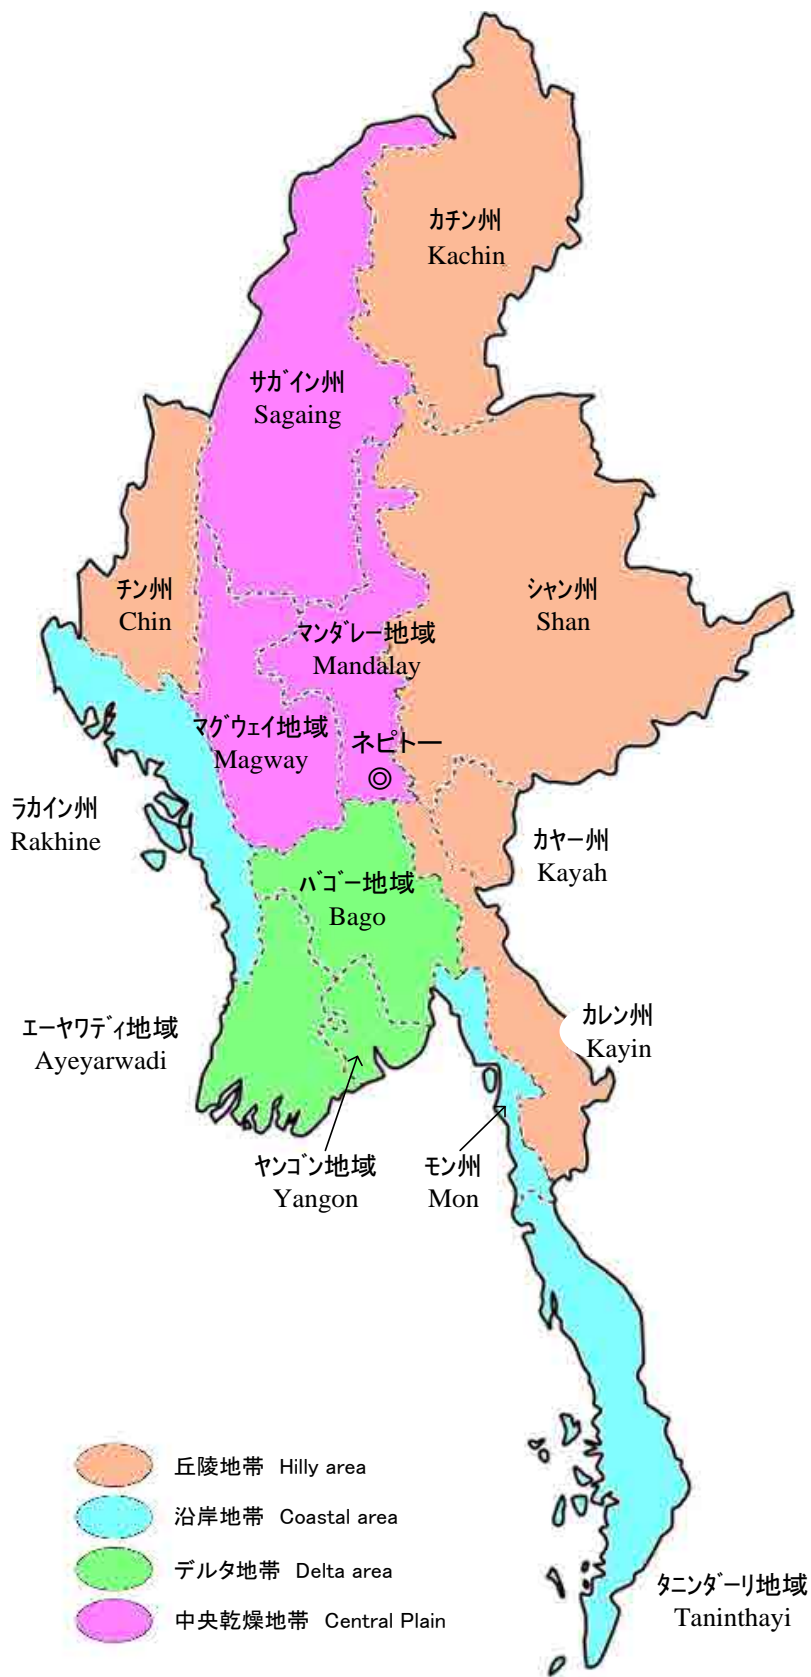 カチン州
Kachin
サガイン州
Sagaing
チン州
Chin
シャン州
Shan
マンダレー地域
Mandalay
マグウェイ地域
Magway
ネピトー
ラカイン州
Rakhine
カヤー州
Kayah
バゴー地域
Bago
エーヤワディ地域
Ayeyarwadi
カレン州
Kayin
ヤンゴン地域
Yangon
モン州
Mon
丘陵地帯 Hilly area
沿岸地帯 Coastal area
デルタ地帯 Delta area
中央乾燥地帯 Central Plain
タニンダーリ地域
Taninthayi